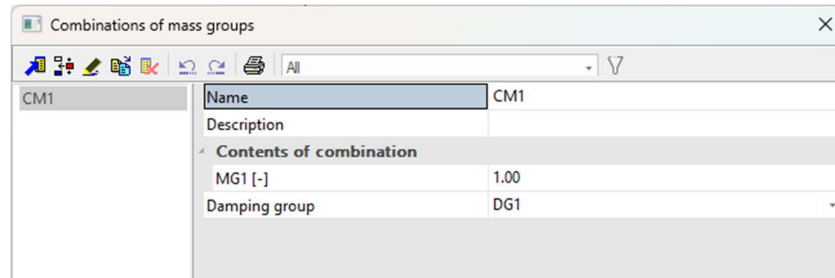 Combinations of mass groups
All
CM1
Name CM1
Description
Contents of combination
MG1 [-] 1.00
Damping group DG1